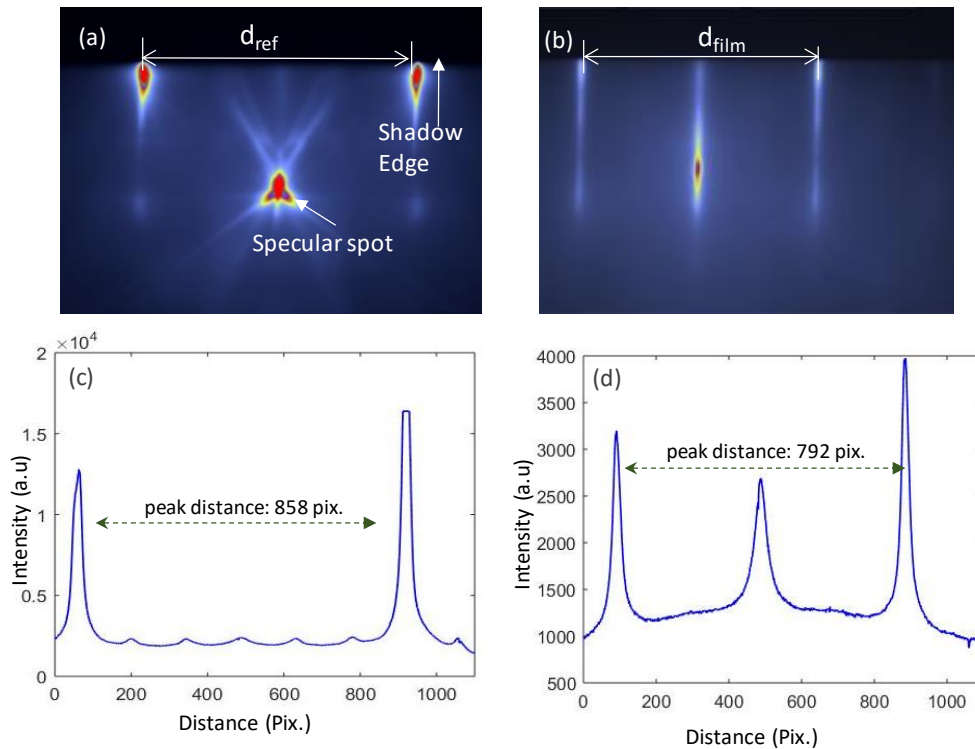 (a)
d_ref
Shadow
Edge
Specular spot
(b)
d_film
×10^4
(c)
2
1.5
1
0.5
0
peak distance: 858 pix.
Intensity (a.u)
0 200 400 600 800 1000
Distance (Pix.)
(d)
4000
3500
3000
2500
2000
1500
1000
500
peak distance: 792 pix.
Intensity (a.u)
0 200 400 600 800 1000
Distance (Pix.)